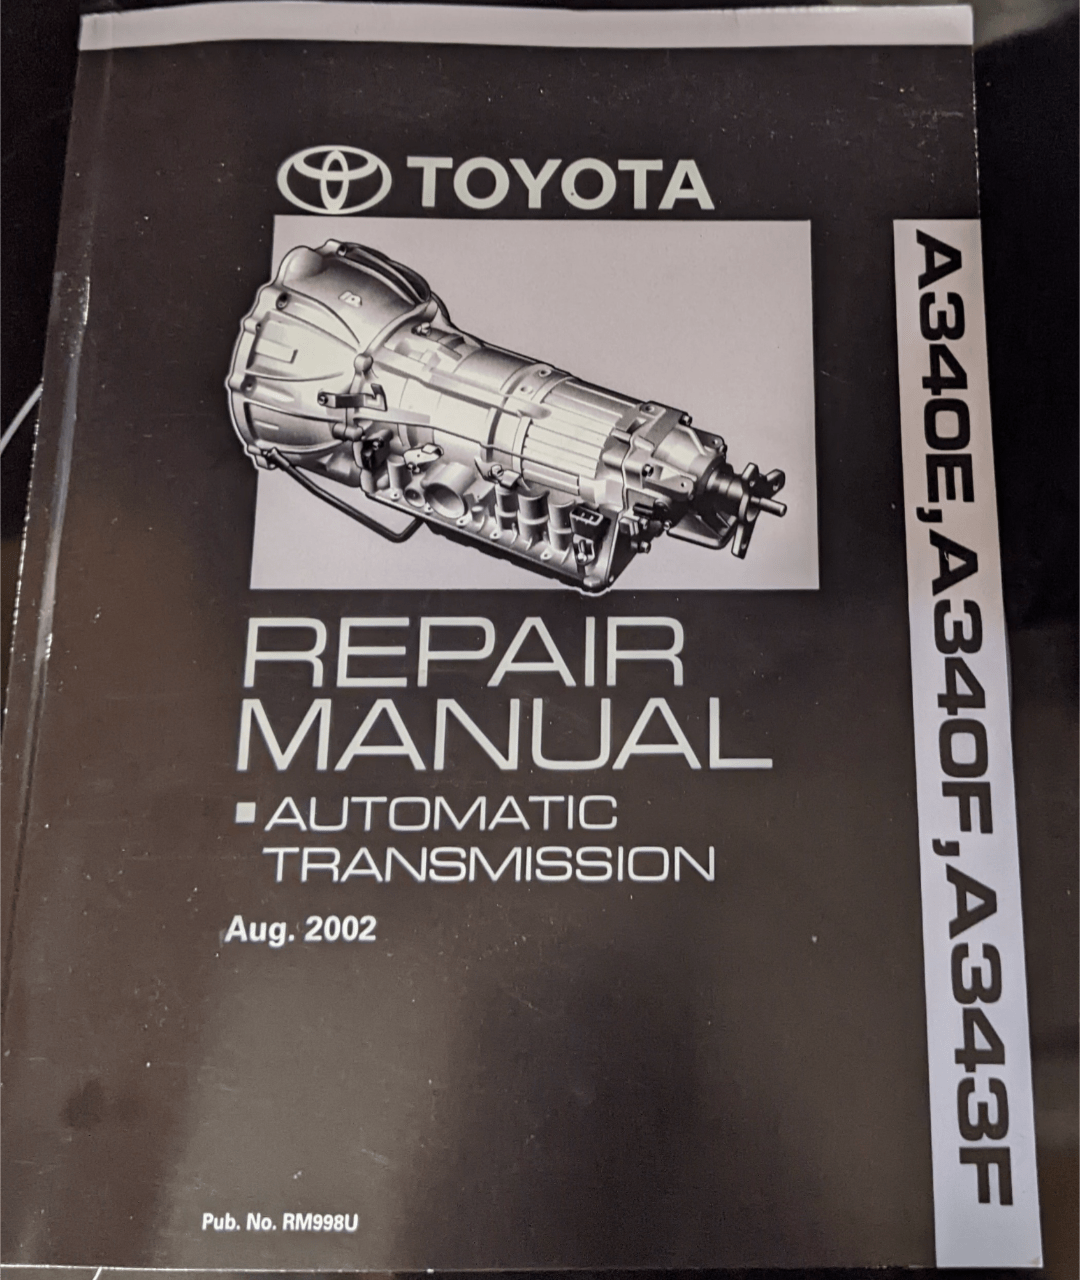 TOYOTA
REPAIR
MANUAL
▪ AUTOMATIC
TRANSMISSION
Aug. 2002
Pub. No. RM998U
A340E, A340F, A343F